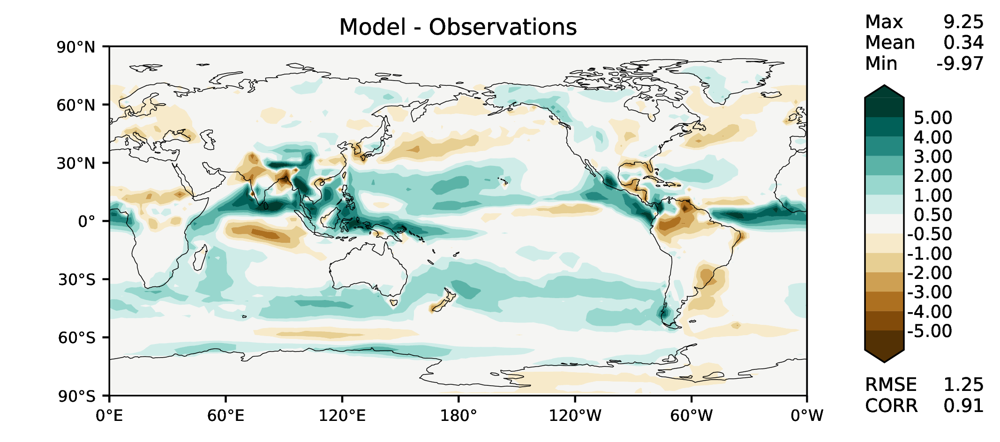 Model - Observations
Max 9.25
Mean 0.34
Min -9.97
90°N
60°N
30°N
0°
30°S
60°S
90°S
0°E 60°E 120°E 180° 120°W 60°W 0°W
5.00
4.00
3.00
2.00
1.00
0.50
-0.50
-1.00
-2.00
-3.00
-4.00
-5.00
RMSE 1.25
CORR 0.91